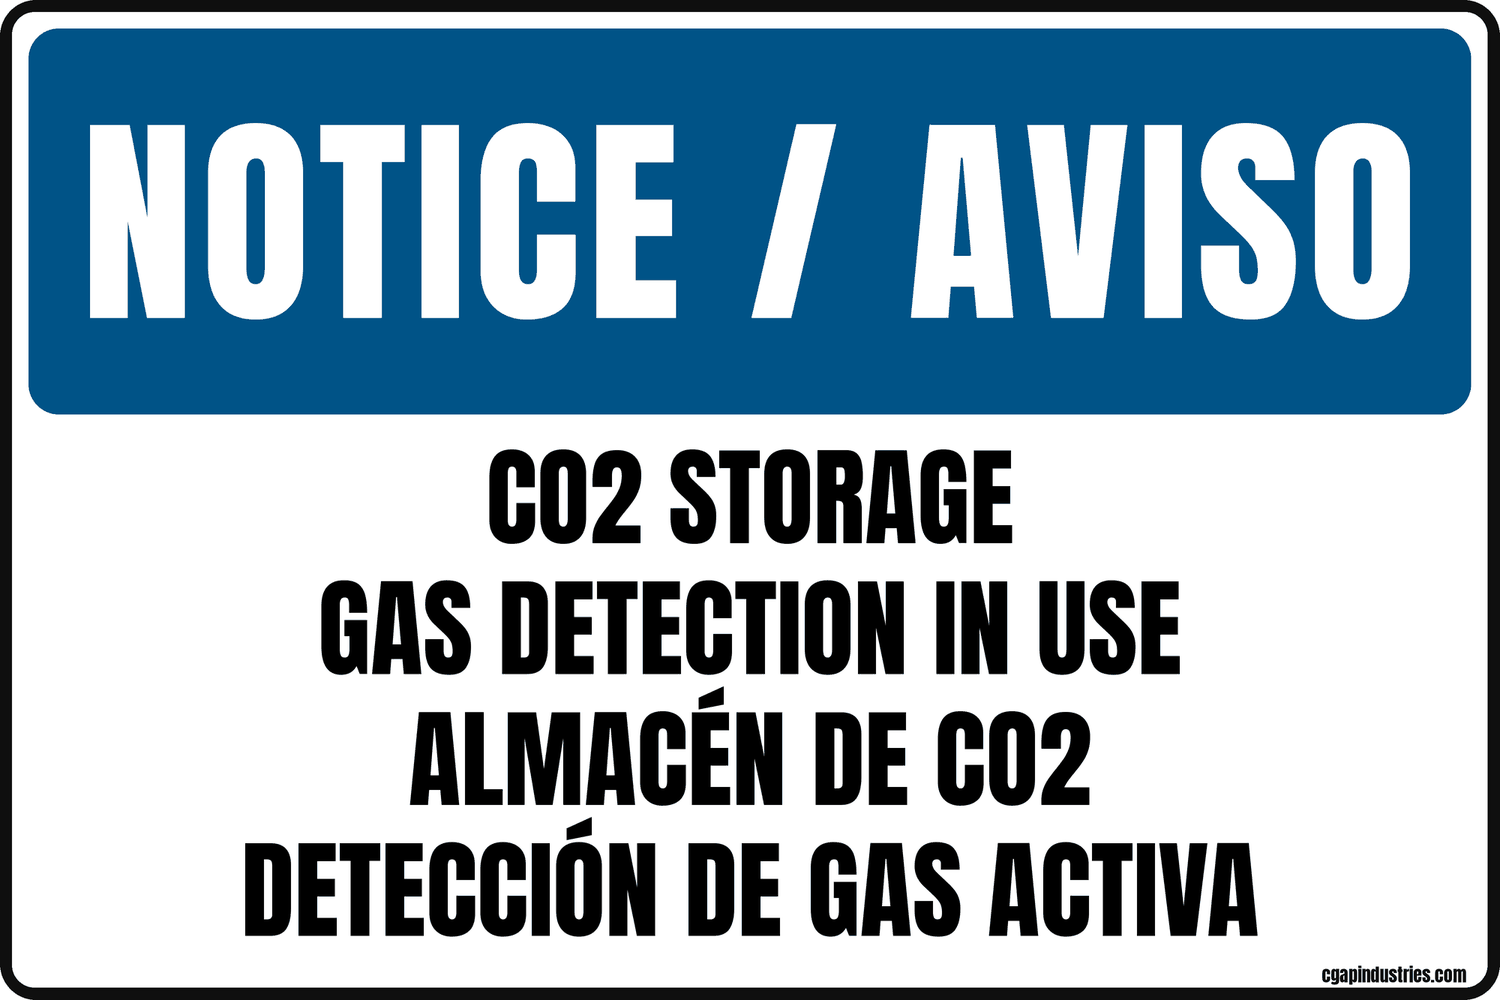 NOTICE / AVISO
CO2 STORAGE
GAS DETECTION IN USE
ALMACÉN DE CO2
DETECCIÓN DE GAS ACTIVA
cgapindustries.com